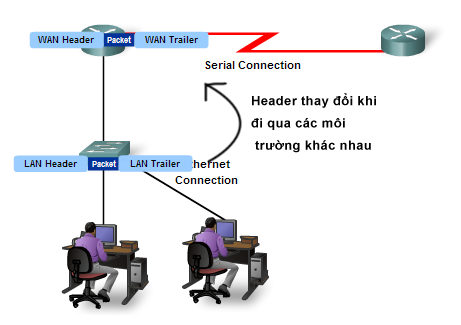 WAN Header Packet WAN Trailer
Serial Connection
Header thay đổi khi
đi qua các môi
trường khác nhau
LAN Header Packet LAN Trailer
thernet
Connection